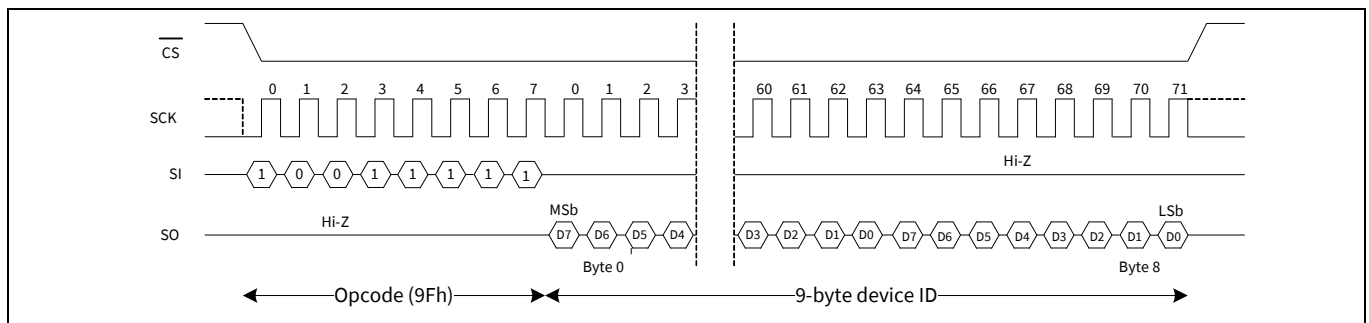 CS
0 1 2 3 4 5 6 7 0 1 2 3 60 61 62 63 64 65 66 67 68 69 70 71
SCK
Hi-Z
SI 1 0 0 1 1 1 1 1
Hi-Z MSb LSb
SO D7 D6 D5 D4 D3 D2 D1 D0 D7 D6 D5 D4 D3 D2 D1 D0
Byte 0 Byte 8
Opcode (9Fh) 9-byte device ID